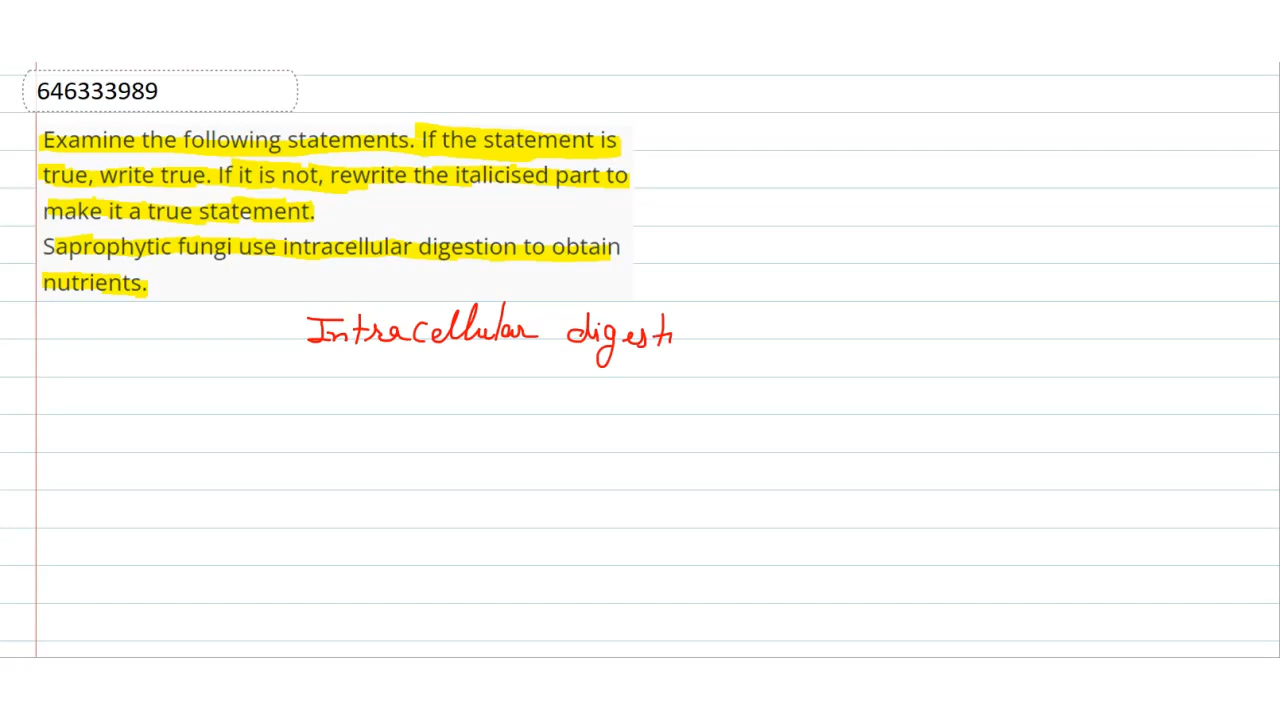 646333989
Examine the following statements. If the statement is
true, write true. If it is not, rewrite the italicised part to
make it a true statement.
Saprophytic fungi use intracellular digestion to obtain
nutrients.
Intracellular digest